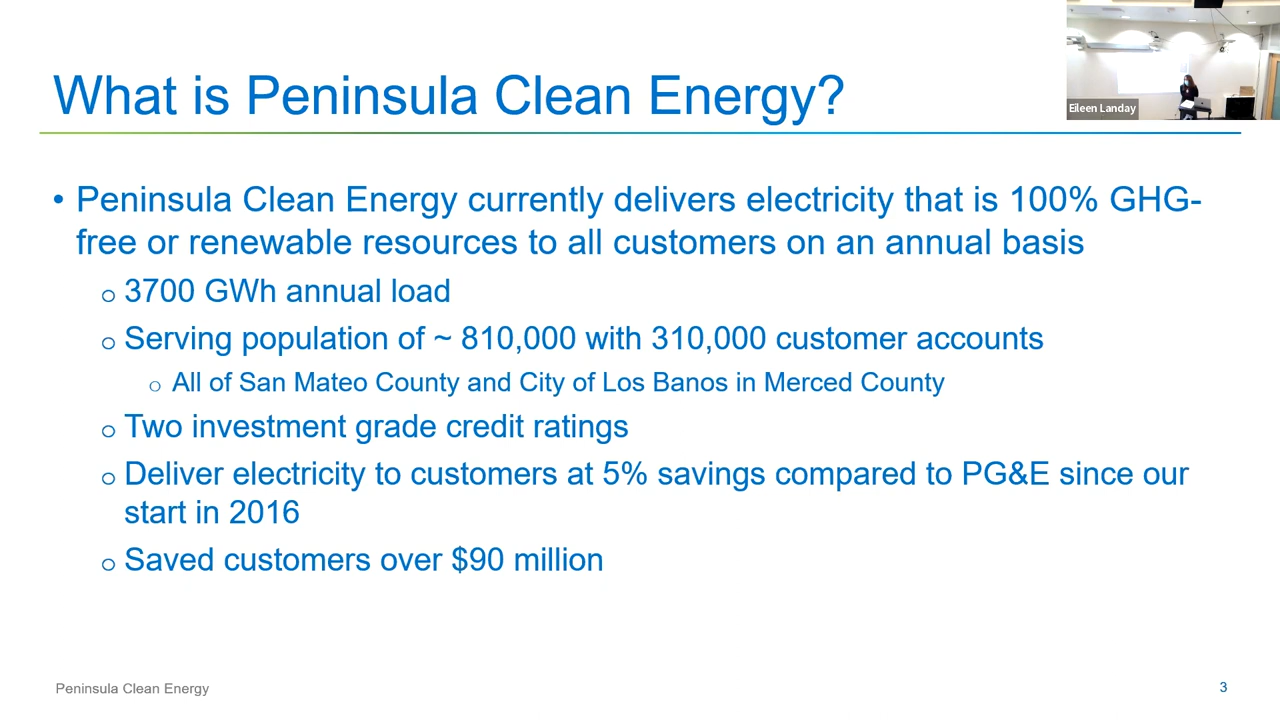 What is Peninsula Clean Energy?
Eileen Landay
• Peninsula Clean Energy currently delivers electricity that is 100% GHG-
free or renewable resources to all customers on an annual basis
o 3700 GWh annual load
o Serving population of ~ 810,000 with 310,000 customer accounts
o All of San Mateo County and City of Los Banos in Merced County
o Two investment grade credit ratings
o Deliver electricity to customers at 5% savings compared to PG&E since our
start in 2016
o Saved customers over $90 million
Peninsula Clean Energy
3